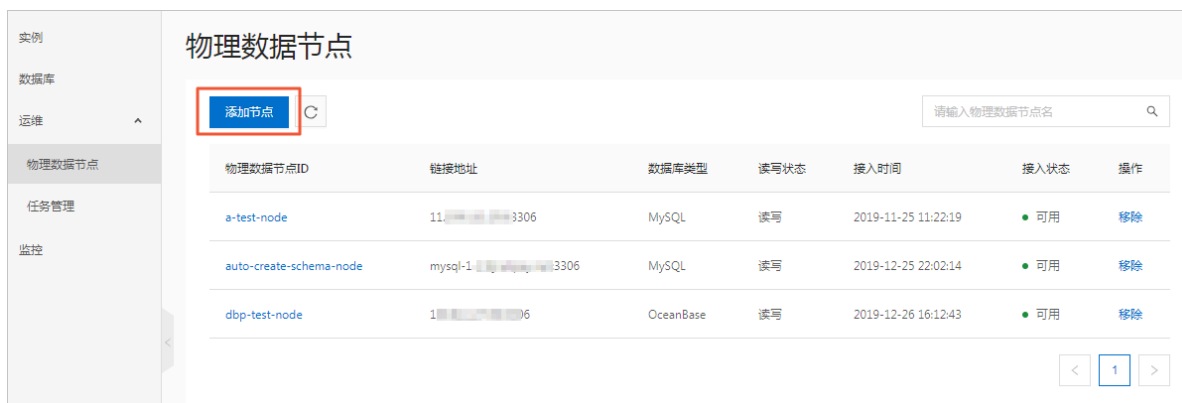 实例
数据库
运维
物理数据节点
任务管理
监控
物理数据节点
添加节点
请输入物理数据节点名
物理数据节点ID 链接地址 数据库类型 读写状态 接入时间 接入状态 操作
a-test-node 11. 3306 MySQL 读写 2019-11-25 11:22:19 可用 移除
auto-create-schema-node mysql-1- 3306 MySQL 读写 2019-12-25 22:02:14 可用 移除
dbp-test-node 1 06 OceanBase 读写 2019-12-26 16:12:43 可用 移除
< 1 >